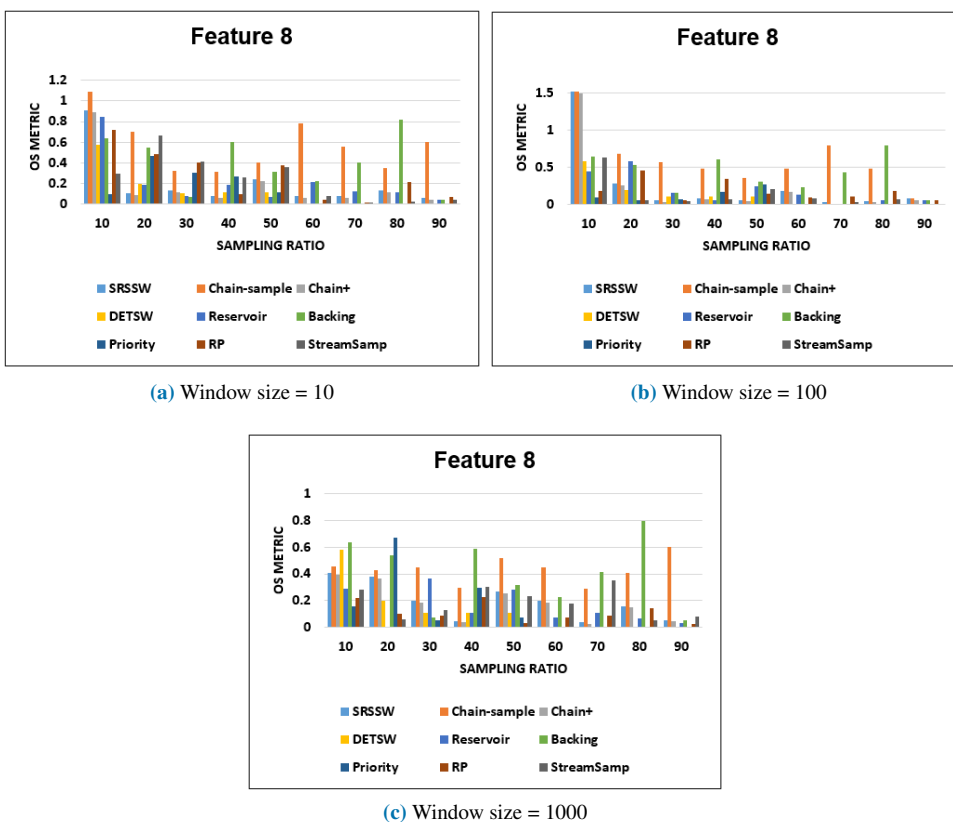 Feature 8
1.2
1
0.8
0.6
0.4
0.2
0
OS METRIC
10 20 30 40 50 60 70 80 90
SAMPLING RATIO
SRSSW Chain-sample Chain+
DETSW Reservoir Backing
Priority RP StreamSamp
(a) Window size = 10
Feature 8
1.5
1
0.5
0
OS METRIC
10 20 30 40 50 60 70 80 90
SAMPLING RATIO
SRSSW Chain-sample Chain+
DETSW Reservoir Backing
Priority RP StreamSamp
(b) Window size = 100
Feature 8
1
0.8
0.6
0.4
0.2
0
OS METRIC
10 20 30 40 50 60 70 80 90
SAMPLING RATIO
SRSSW Chain-sample Chain+
DETSW Reservoir Backing
Priority RP StreamSamp
(c) Window size = 1000